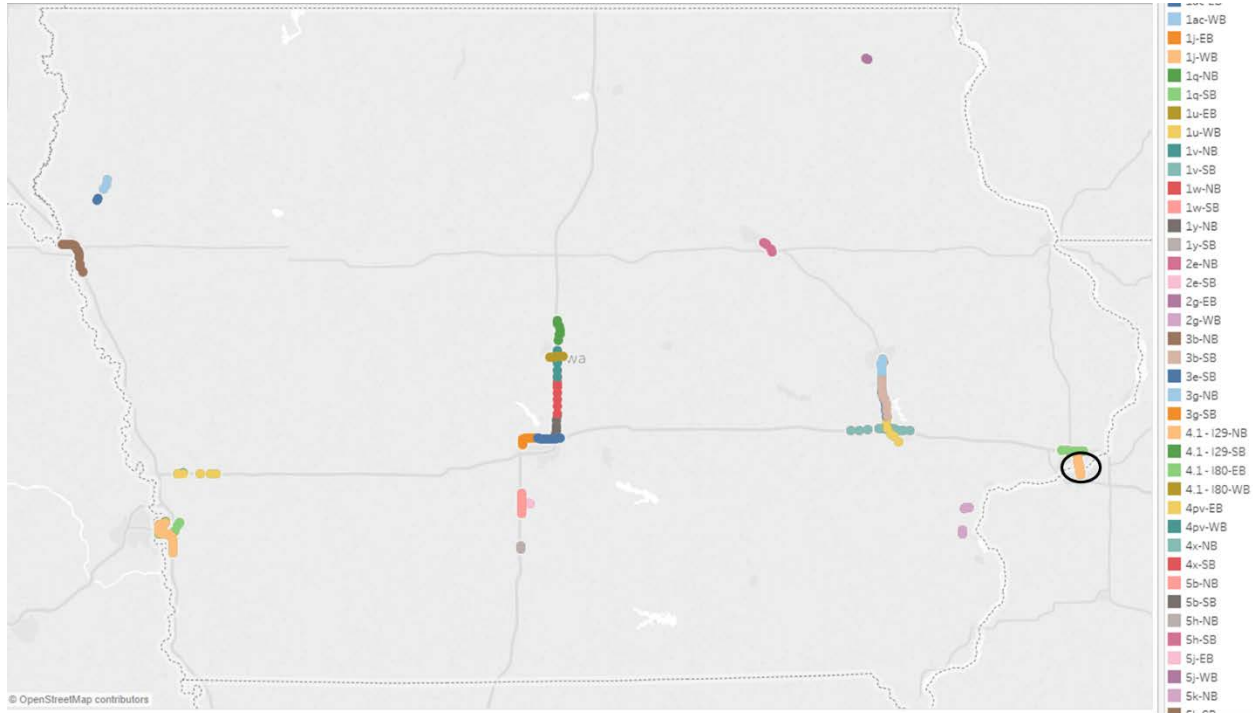 1ac-WB
1j-EB
1j-WB
1q-NB
1q-SB
1u-EB
1u-WB
1v-NB
1v-SB
1w-NB
1w-SB
1y-NB
1y-SB
2e-NB
2e-SB
2g-EB
2g-WB
3b-NB
3b-SB
3e-SB
3g-NB
3g-SB
4.1 - I29-NB
4.1 - I29-SB
4.1 - I80-EB
4.1 - I80-WB
4pv-EB
4pv-WB
4x-NB
4x-SB
5b-NB
5b-SB
5h-NB
5h-SB
5j-EB
5j-WB
5k-NB
wa
© OpenStreetMap contributors